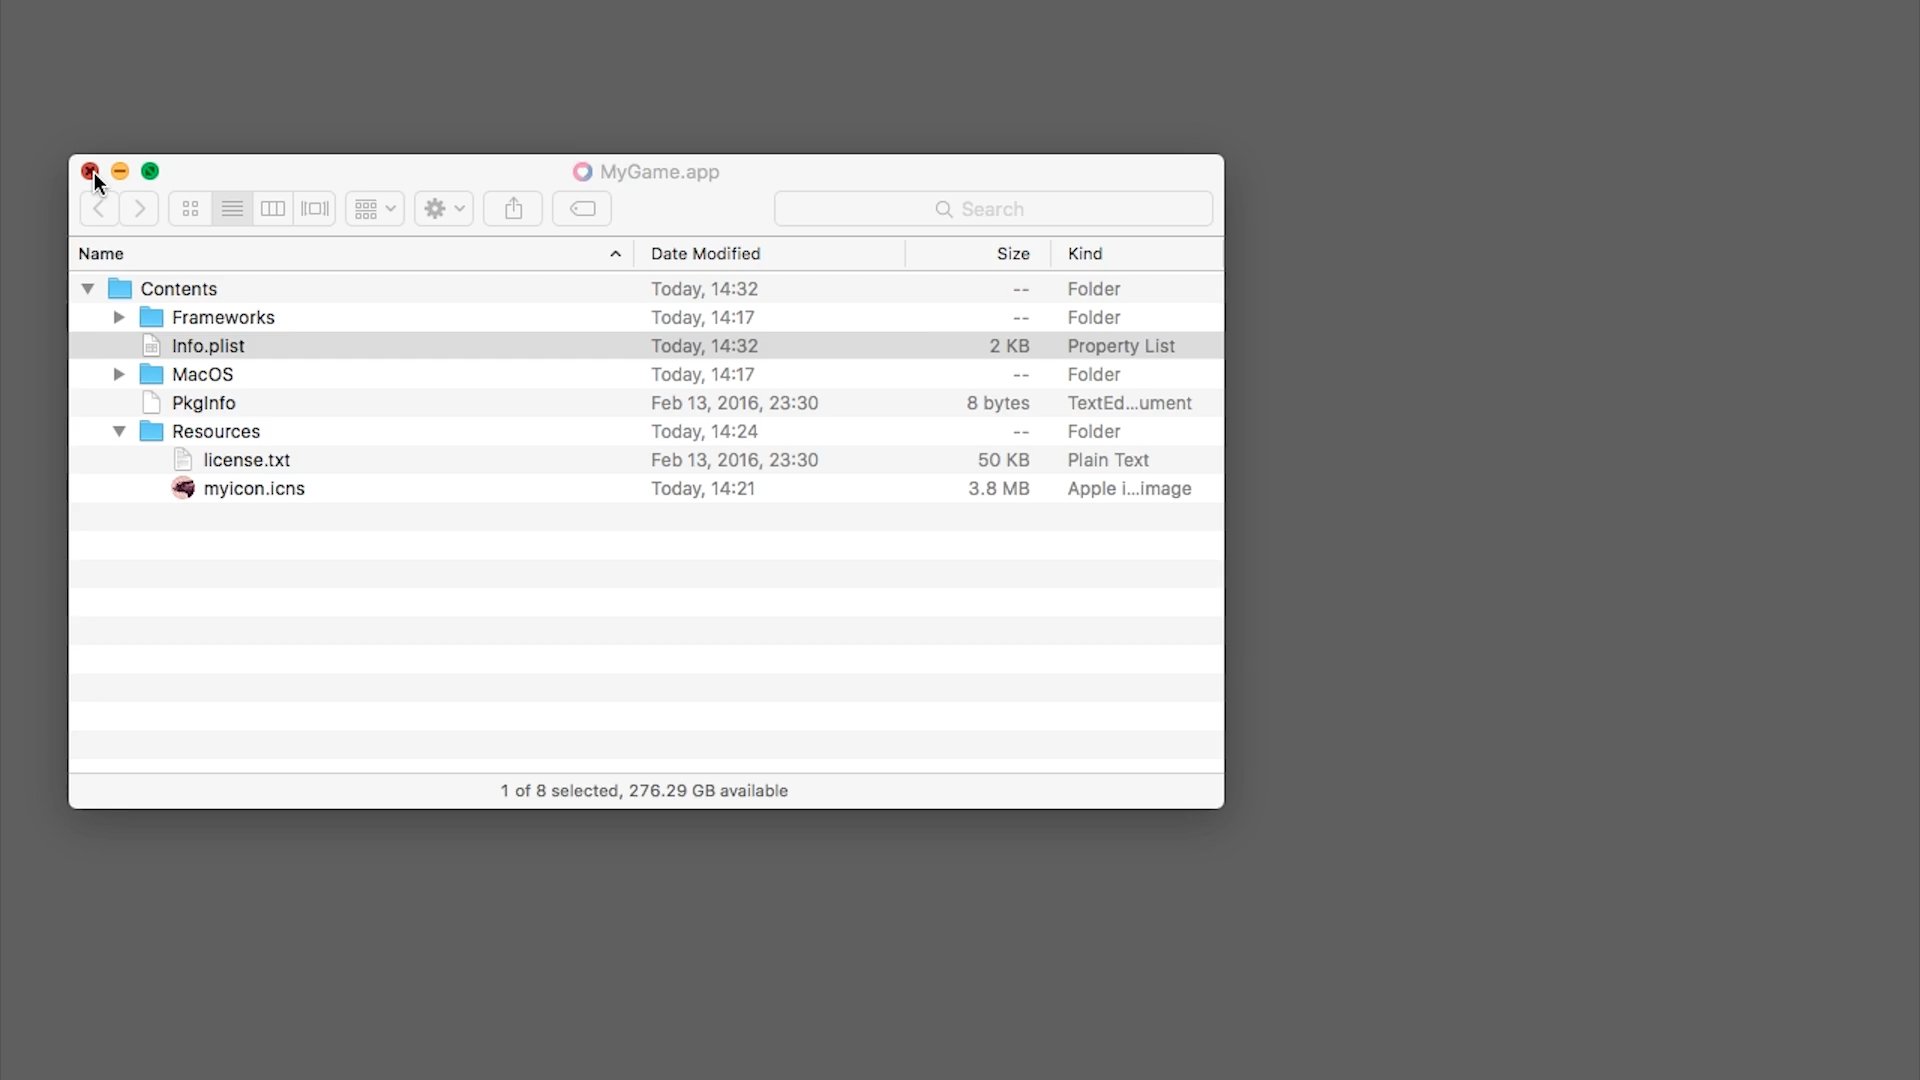 MyGame.app
Search
Name Date Modified Size Kind
Contents Today, 14:32 -- Folder
Frameworks Today, 14:17 -- Folder
Info.plist Today, 14:32 2 KB Property List
MacOS Today, 14:17 -- Folder
PkgInfo Feb 13, 2016, 23:30 8 bytes TextEd...ument
Resources Today, 14:24 -- Folder
license.txt Feb 13, 2016, 23:30 50 KB Plain Text
myicon.icns Today, 14:21 3.8 MB Apple i...image
1 of 8 selected, 276.29 GB available